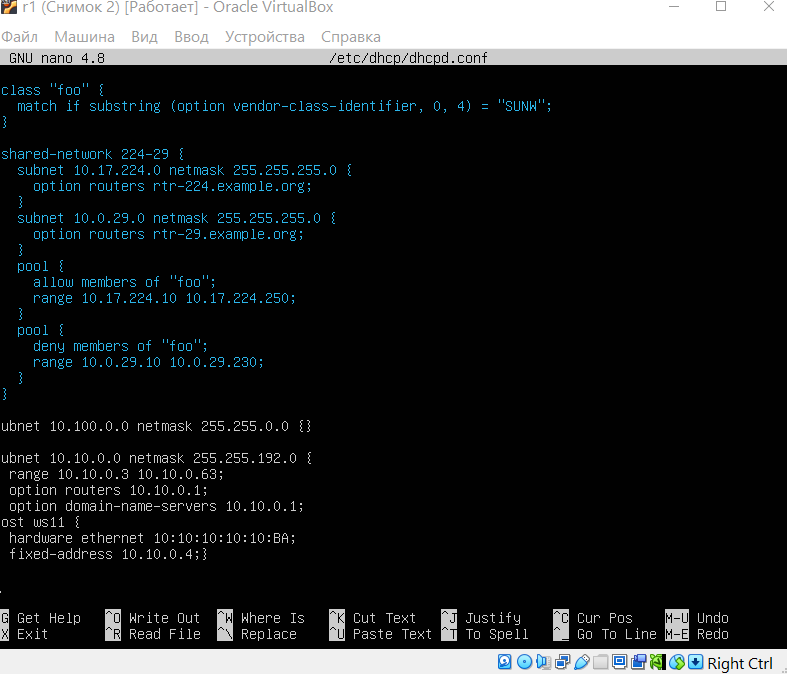 r1 (Снимок 2) [Работает] - Oracle VirtualBox
Файл Машина Вид Ввод Устройства Справка
GNU nano 4.8 /etc/dhcp/dhcpd.conf
class "foo" {
match if substring (option vendor-class-identifier, 0, 4) = "SUNW";
}
shared-network 224-29 {
subnet 10.17.224.0 netmask 255.255.255.0 {
option routers rtr-224.example.org;
}
subnet 10.0.29.0 netmask 255.255.255.0 {
option routers rtr-29.example.org;
}
pool {
allow members of "foo";
range 10.17.224.10 10.17.224.250;
}
pool {
deny members of "foo";
range 10.0.29.10 10.0.29.230;
}
}
ubnet 10.100.0.0 netmask 255.255.0.0 {}
ubnet 10.10.0.0 netmask 255.255.192.0 {
range 10.10.0.3 10.10.0.63;
option routers 10.10.0.1;
option domain-name-servers 10.10.0.1;
ost ws11 {
hardware ethernet 10:10:10:10:10:BA;
fixed-address 10.10.0.4;}
G Get Help ^O Write Out ^W Where Is ^K Cut Text ^J Justify ^C Cur Pos M-U Undo
X Exit ^R Read File ^\ Replace ^U Paste Text ^T To Spell ^_ Go To Line M-E Redo
Right Ctrl